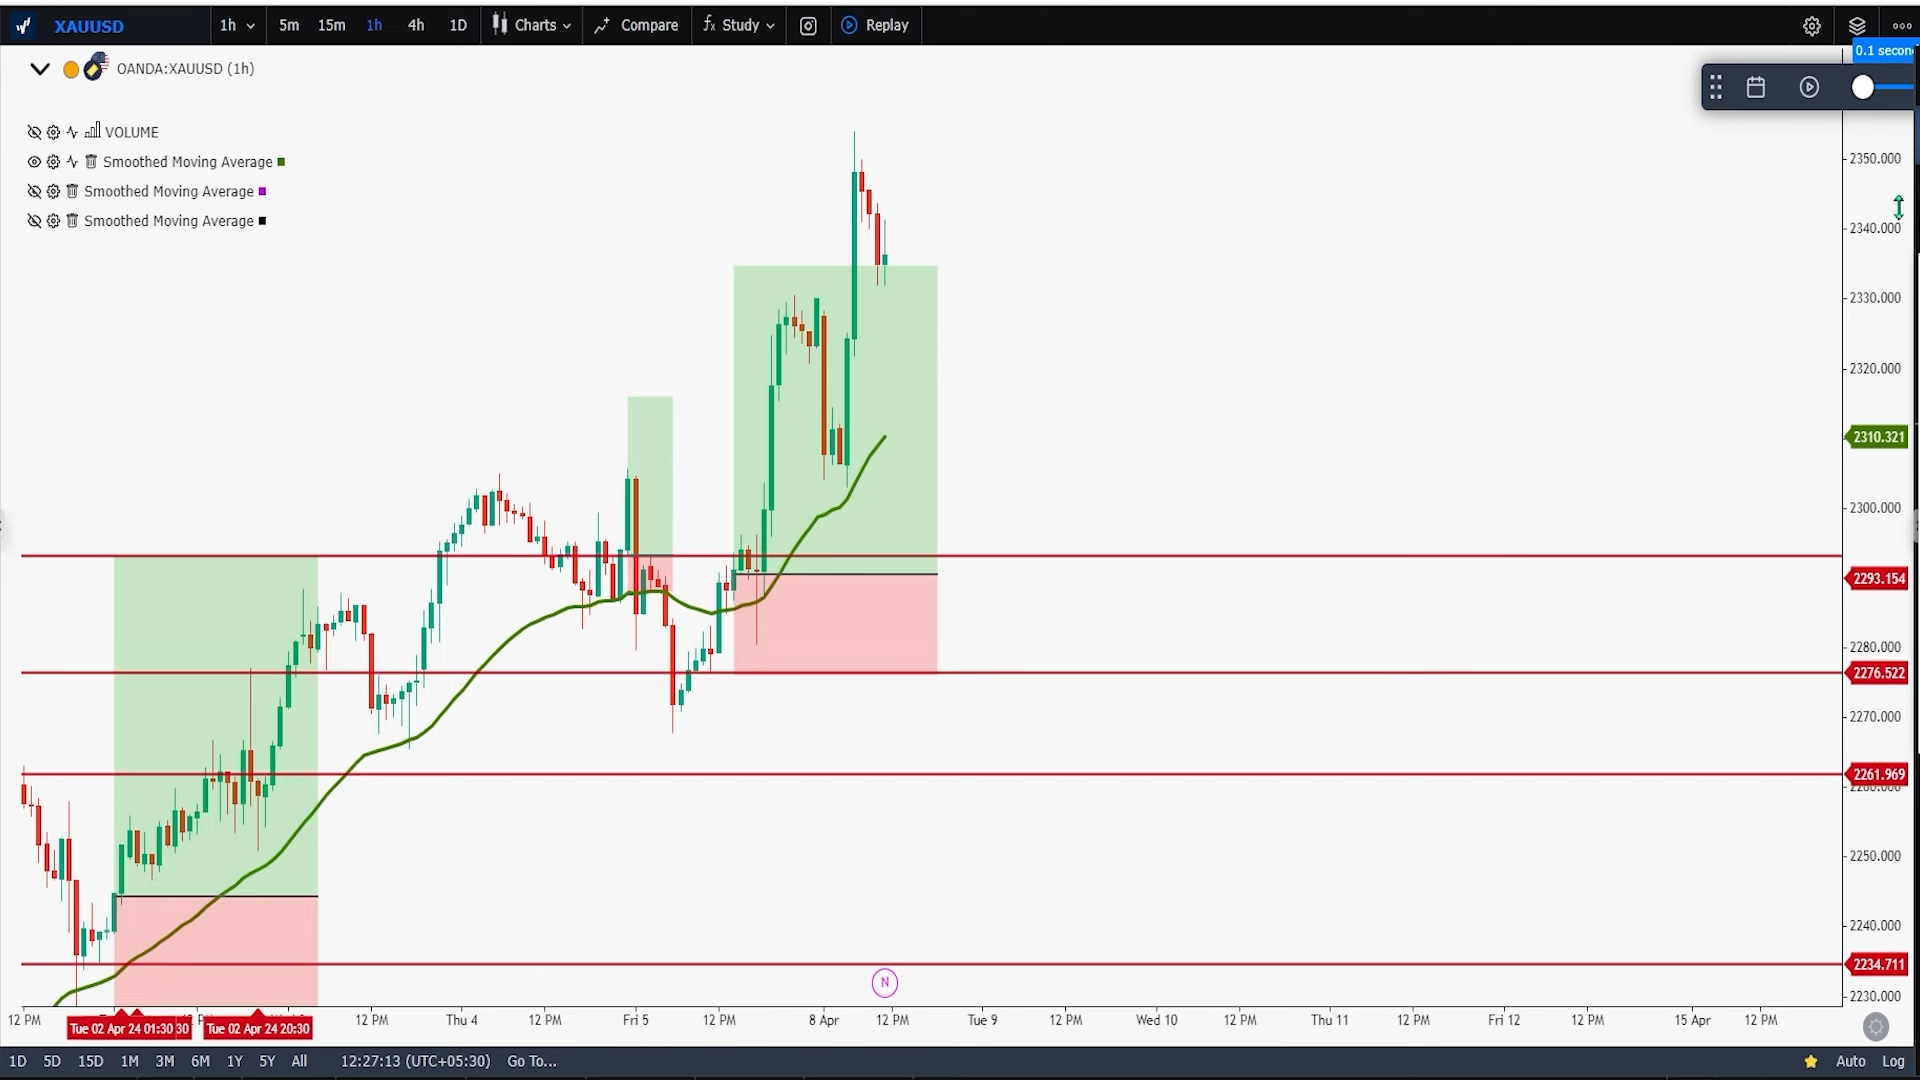 XAUUSD 1h 5m 15m 1h 4h 1D Charts Compare fx Study Replay
0.1 secon
OANDA:XAUUSD (1h)
VOLUME
Smoothed Moving Average
Smoothed Moving Average
Smoothed Moving Average
2350.000
2340.000
2330.000
2320.000
2310.321
2300.000
2293.154
2280.000
2276.522
2270.000
2261.969
2260.000
2250.000
2240.000
2234.711
2230.000
N
12 PM 12 PM Thu 4 12 PM Fri 5 12 PM 8 Apr 12 PM Tue 9 12 PM Wed 10 12 PM Thu 11 12 PM Fri 12 12 PM 15 Apr 12 PM
Tue 02 Apr 24 01:30 30 Tue 02 Apr 24 20:30
1D 5D 15D 1M 3M 6M 1Y 5Y All 12:27:13 (UTC+05:30) Go To... Auto Log